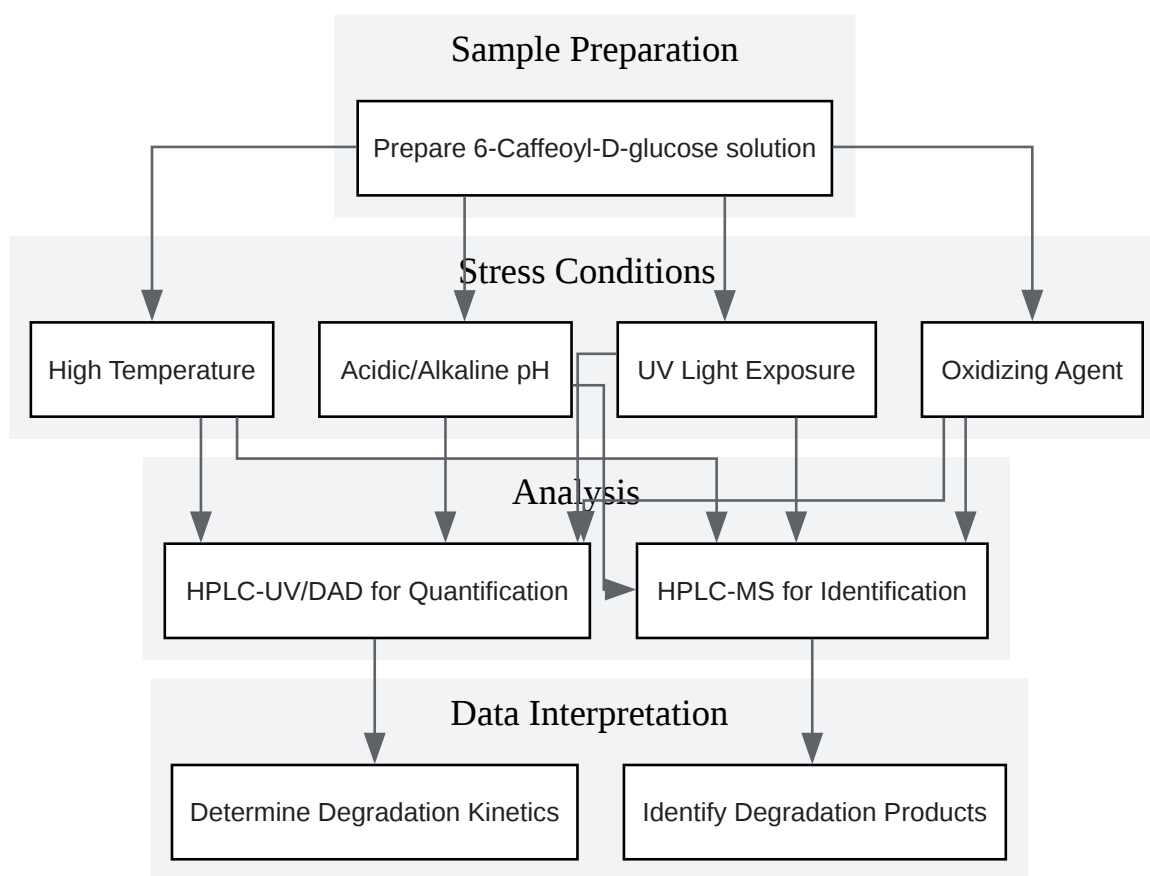 Sample Preparation
Prepare 6-Caffeoyl-D-glucose solution
Stress Conditions
High Temperature
Acidic/Alkaline pH
UV Light Exposure
Oxidizing Agent
Analysis
HPLC-UV/DAD for Quantification
HPLC-MS for Identification
Data Interpretation
Determine Degradation Kinetics
Identify Degradation Products